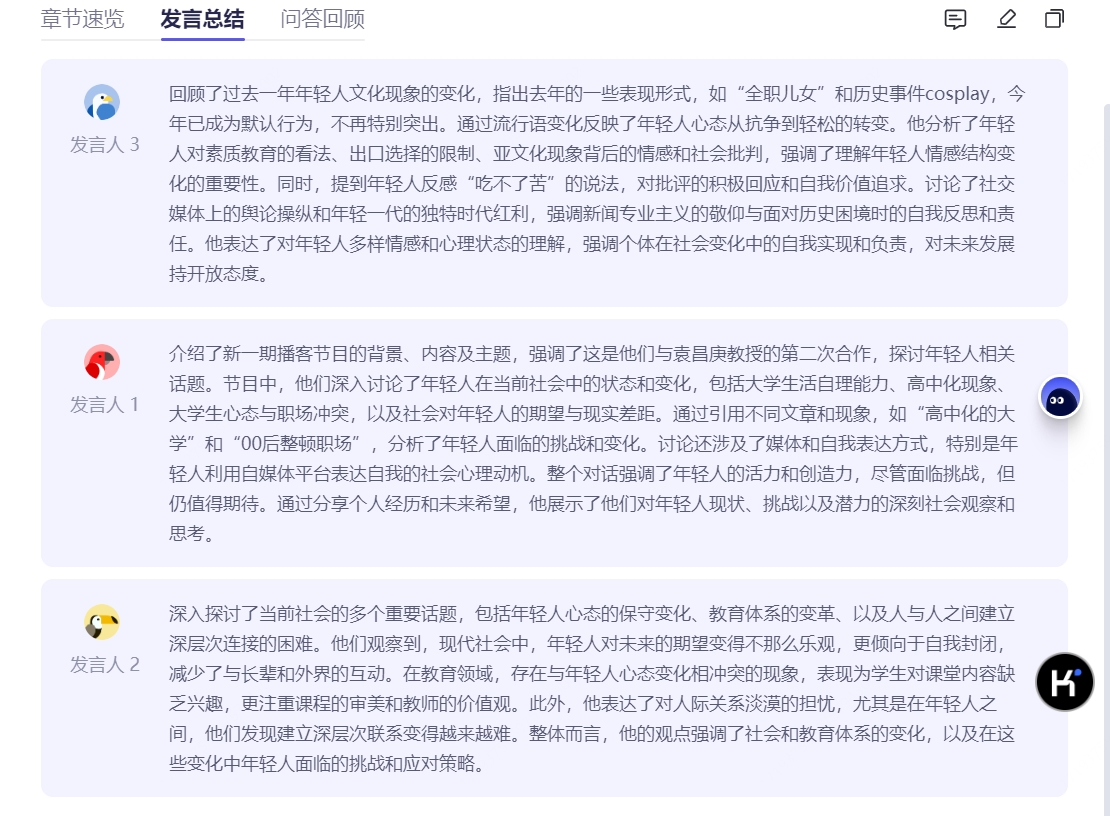 章节速览 发言总结 问答回顾
回顾了过去一年年轻人文化现象的变化，指出去年的一些表现形式，如“全职儿女”和历史事件cosplay，今
年已成为默认行为，不再特别突出。通过流行语变化反映了年轻人心态从抗争到轻松的转变。他分析了年轻
发言人 3
人对素质教育的看法、出口选择的限制、亚文化现象背后的情感和社会批判，强调了理解年轻人情感结构变
化的重要性。同时，提到年轻人反感“吃不了苦”的说法，对批评的积极回应和自我价值追求。讨论了社交
媒体上的舆论操纵和年轻一代的独特时代红利，强调新闻专业主义的敬仰与面对历史困境时的自我反思和责
任。他表达了对年轻人多样情感和心理状态的理解，强调个体在社会变化中的自我实现和负责，对未来发展
持开放态度。
介绍了新一期播客节目的背景、内容及主题，强调了这是他们与袁昌庚教授的第二次合作，探讨年轻人相关
话题。节目中，他们深入讨论了年轻人在当前社会中的状态和变化，包括大学生活自理能力、高中化现象、
发言人 1
大学生心态与职场冲突，以及社会对年轻人的期望与现实差距。通过引用不同文章和现象，如“高中化的大
学”和“00后整顿职场”，分析了年轻人面临的挑战和变化。讨论还涉及了媒体和自我表达方式，特别是年
轻人利用自媒体平台表达自我的社会心理动机。整个对话强调了年轻人的活力和创造力，尽管面临挑战，但
仍值得期待。通过分享个人经历和未来希望，他展示了他们对年轻人现状、挑战以及潜力的深刻社会观察和
思考。
深入探讨了当前社会的多个重要话题，包括年轻人心态的保守变化、教育体系的变革、以及人与人之间建立
深层次连接的困难。他们观察到，现代社会中，年轻人对未来的期望变得不那么乐观，更倾向于自我封闭，
发言人 2
减少了与长辈和外界的互动。在教育领域，存在与年轻人心态变化相冲突的现象，表现为学生对课堂内容缺
乏兴趣，更注重课程的审美和教师的价值观。此外，他表达了对人际关系淡漠的担忧，尤其是在年轻人之
间，他们发现建立深层次联系变得越来越难。整体而言，他的观点强调了社会和教育体系的变化，以及在这
些变化中年轻人面临的挑战和应对策略。
K